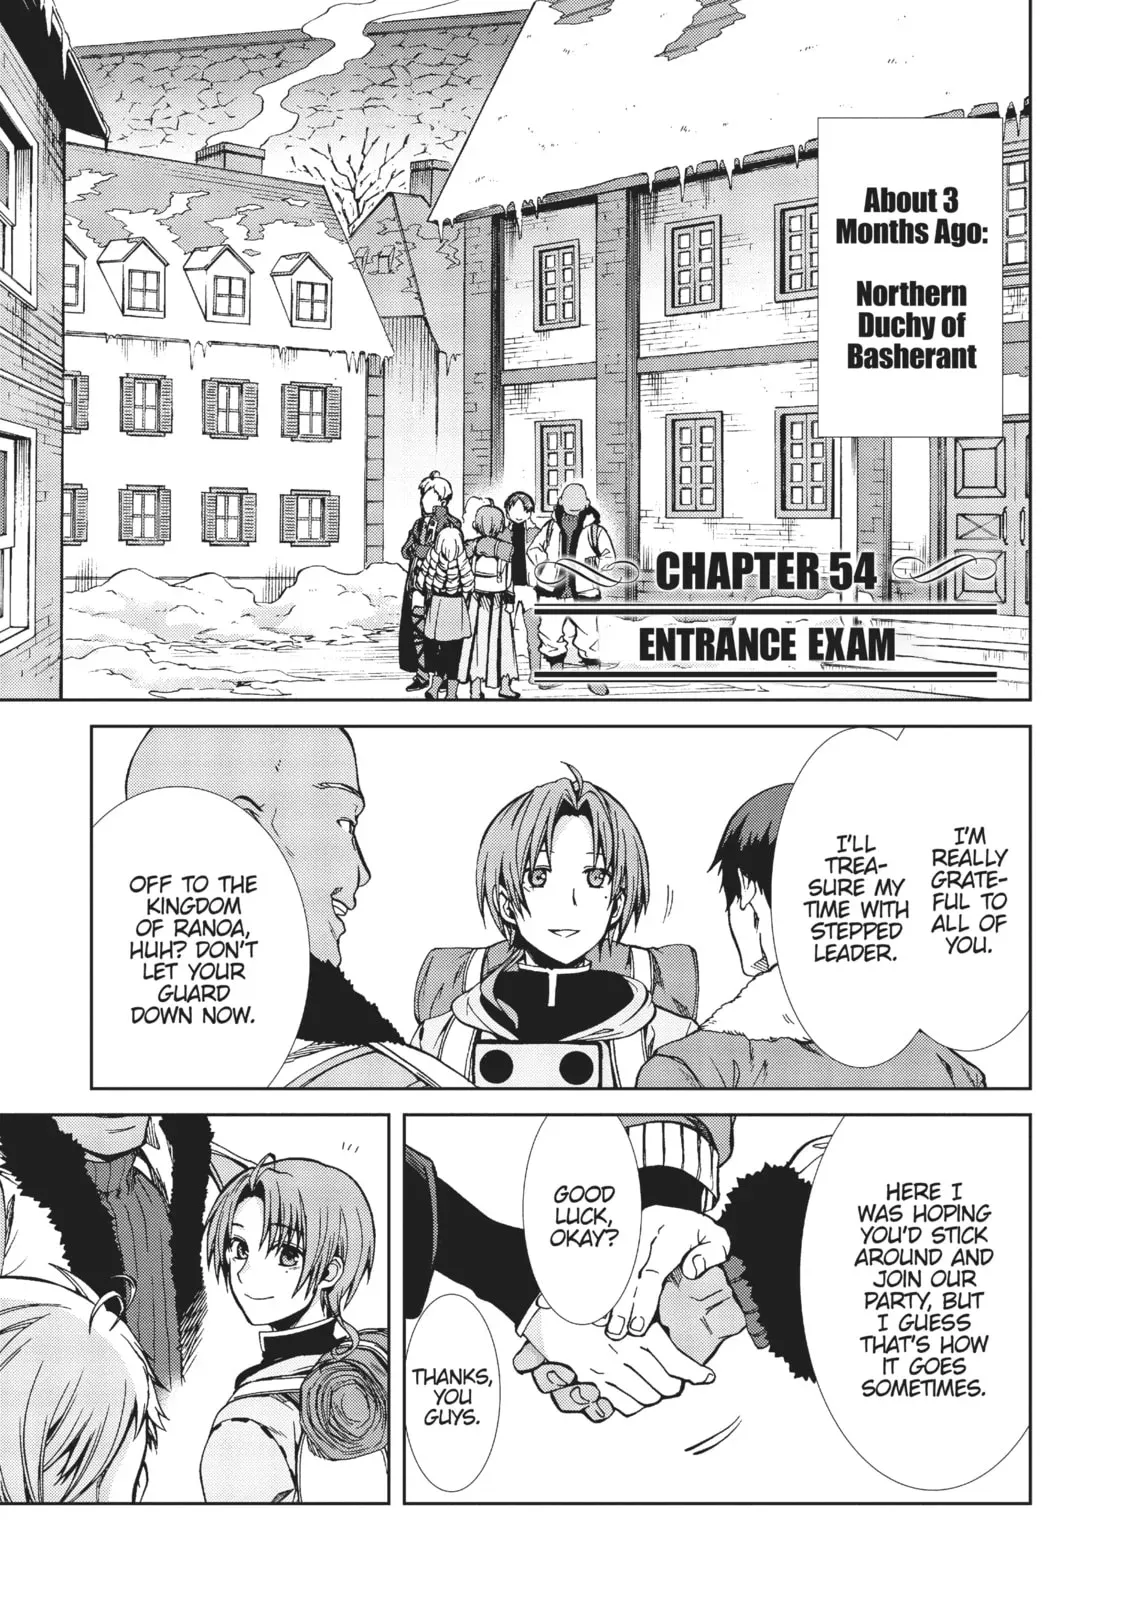 About 3
Months Ago:
Northern
Duchy of
Basherant
CHAPTER 54
ENTRANCE EXAM
I'M
REALLY
GRATE-
FUL TO
ALL OF
YOU.
I'LL
TREA-
SURE MY
TIME WITH
STEPPED
LEADER.
OFF TO THE
KINGDOM
OF RANOA,
HUH? DON'T
LET YOUR
GUARD
DOWN NOW.
HERE I
WAS HOPING
YOU'D STICK
AROUND AND
JOIN OUR
PARTY, BUT
I GUESS
THAT'S HOW
IT GOES
SOMETIMES.
GOOD
LUCK,
OKAY?
THANKS,
YOU
GUYS.